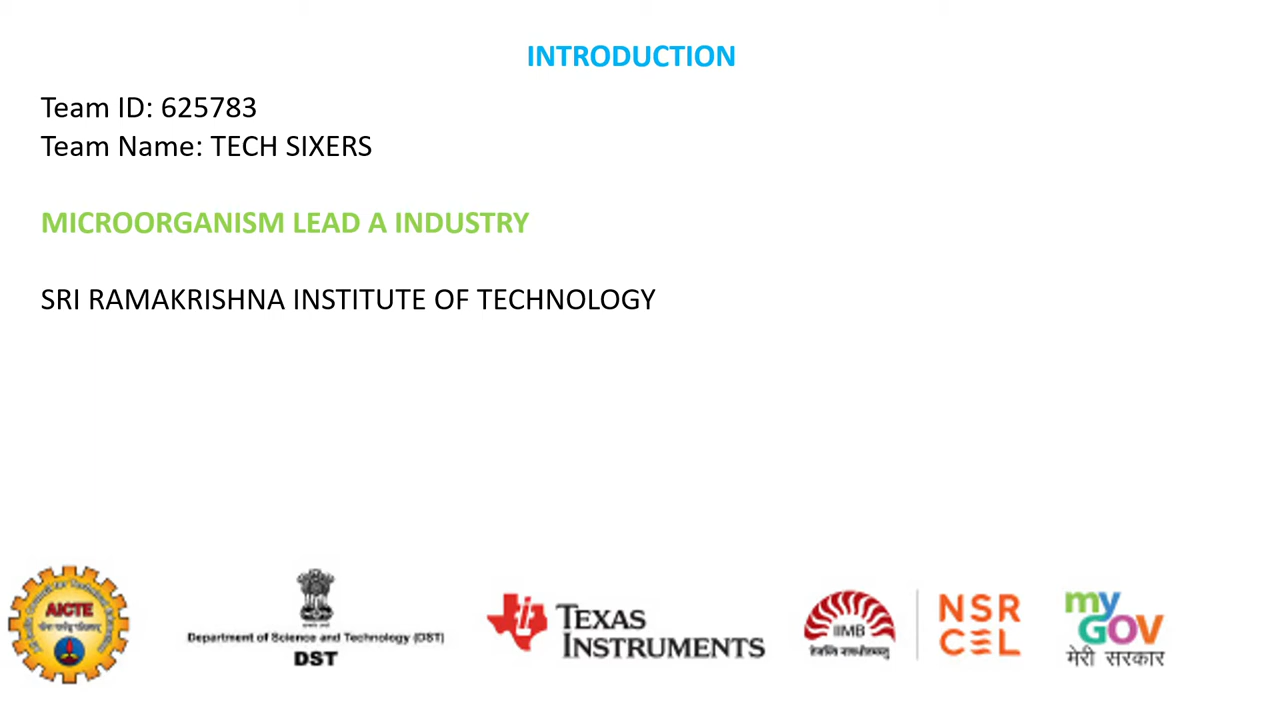 INTRODUCTION
Team ID: 625783
Team Name: TECH SIXERS
MICROORGANISM LEAD A INDUSTRY
SRI RAMAKRISHNA INSTITUTE OF TECHNOLOGY
AICTE
Department of Science and Technology (DST)
DST
TEXAS
INSTRUMENTS
IIMB
NSR
CEL
my
GOV
मेरी सरकार